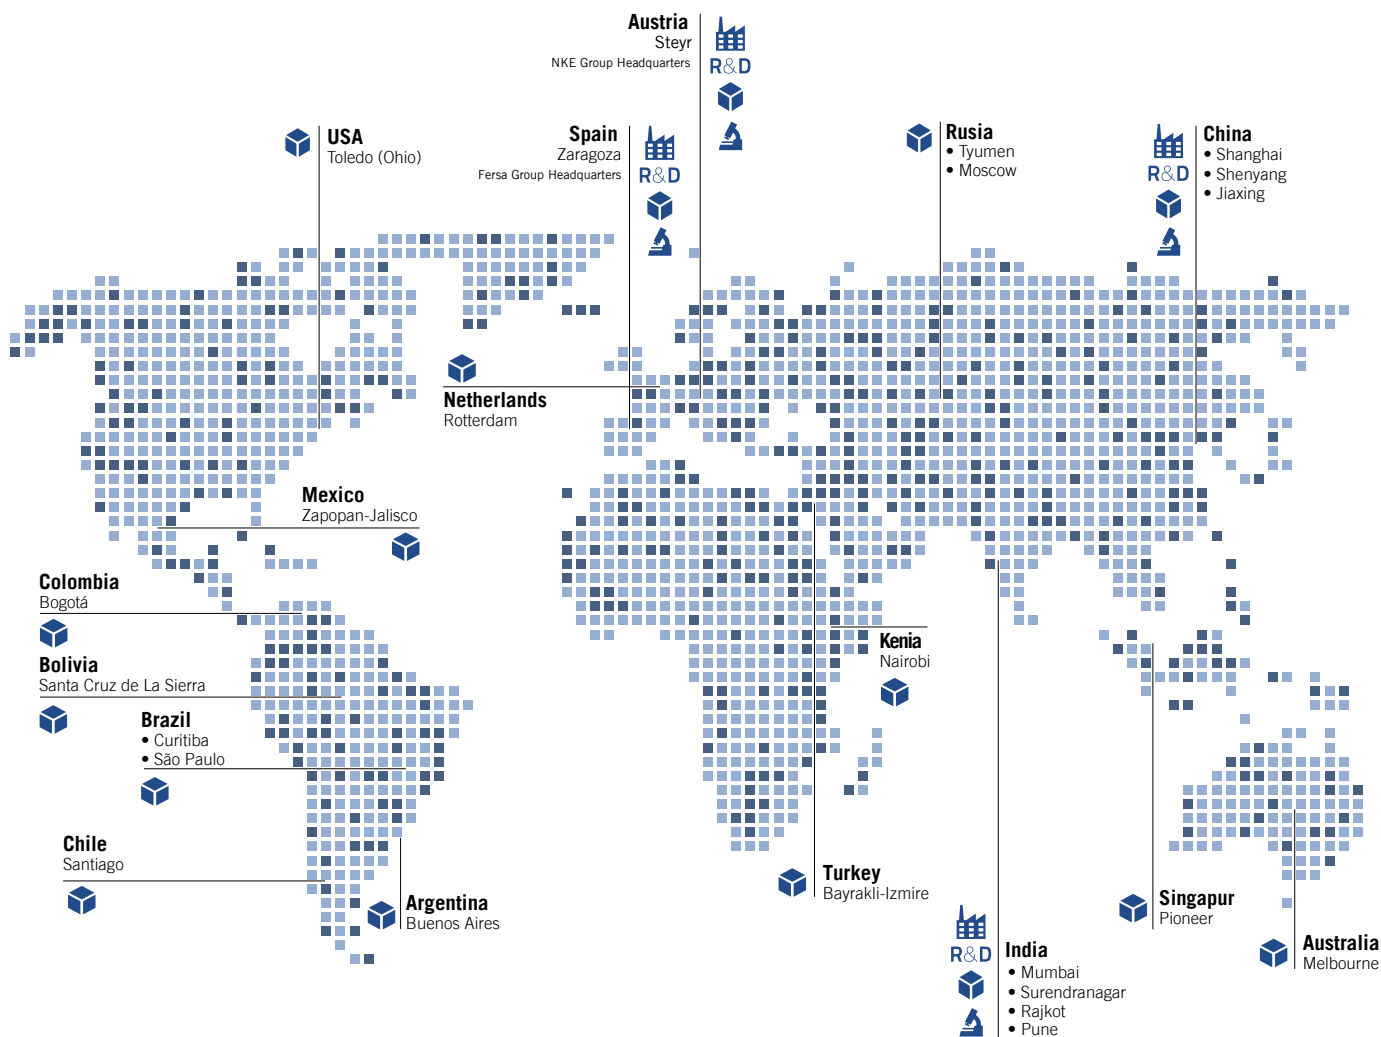 Austria
Steyr
NKE Group Headquarters
R&D
USA
Toledo (Ohio)
Spain
Zaragoza
Fersa Group Headquarters
R&D
Rusia
• Tyumen
• Moscow
China
• Shanghai
• Shenyang
• Jiaxing
R&D
Netherlands
Rotterdam
Mexico
Zapopan-Jalisco
Colombia
Bogotá
Bolivia
Santa Cruz de La Sierra
Brazil
• Curitiba
• São Paulo
Kenia
Nairobi
Chile
Santiago
Argentina
Buenos Aires
Turkey
Bayrakli-Izmire
Singapur
Pioneer
R&D
India
• Mumbai
• Surendranagar
• Rajkot
• Pune
Australia
Melbourne